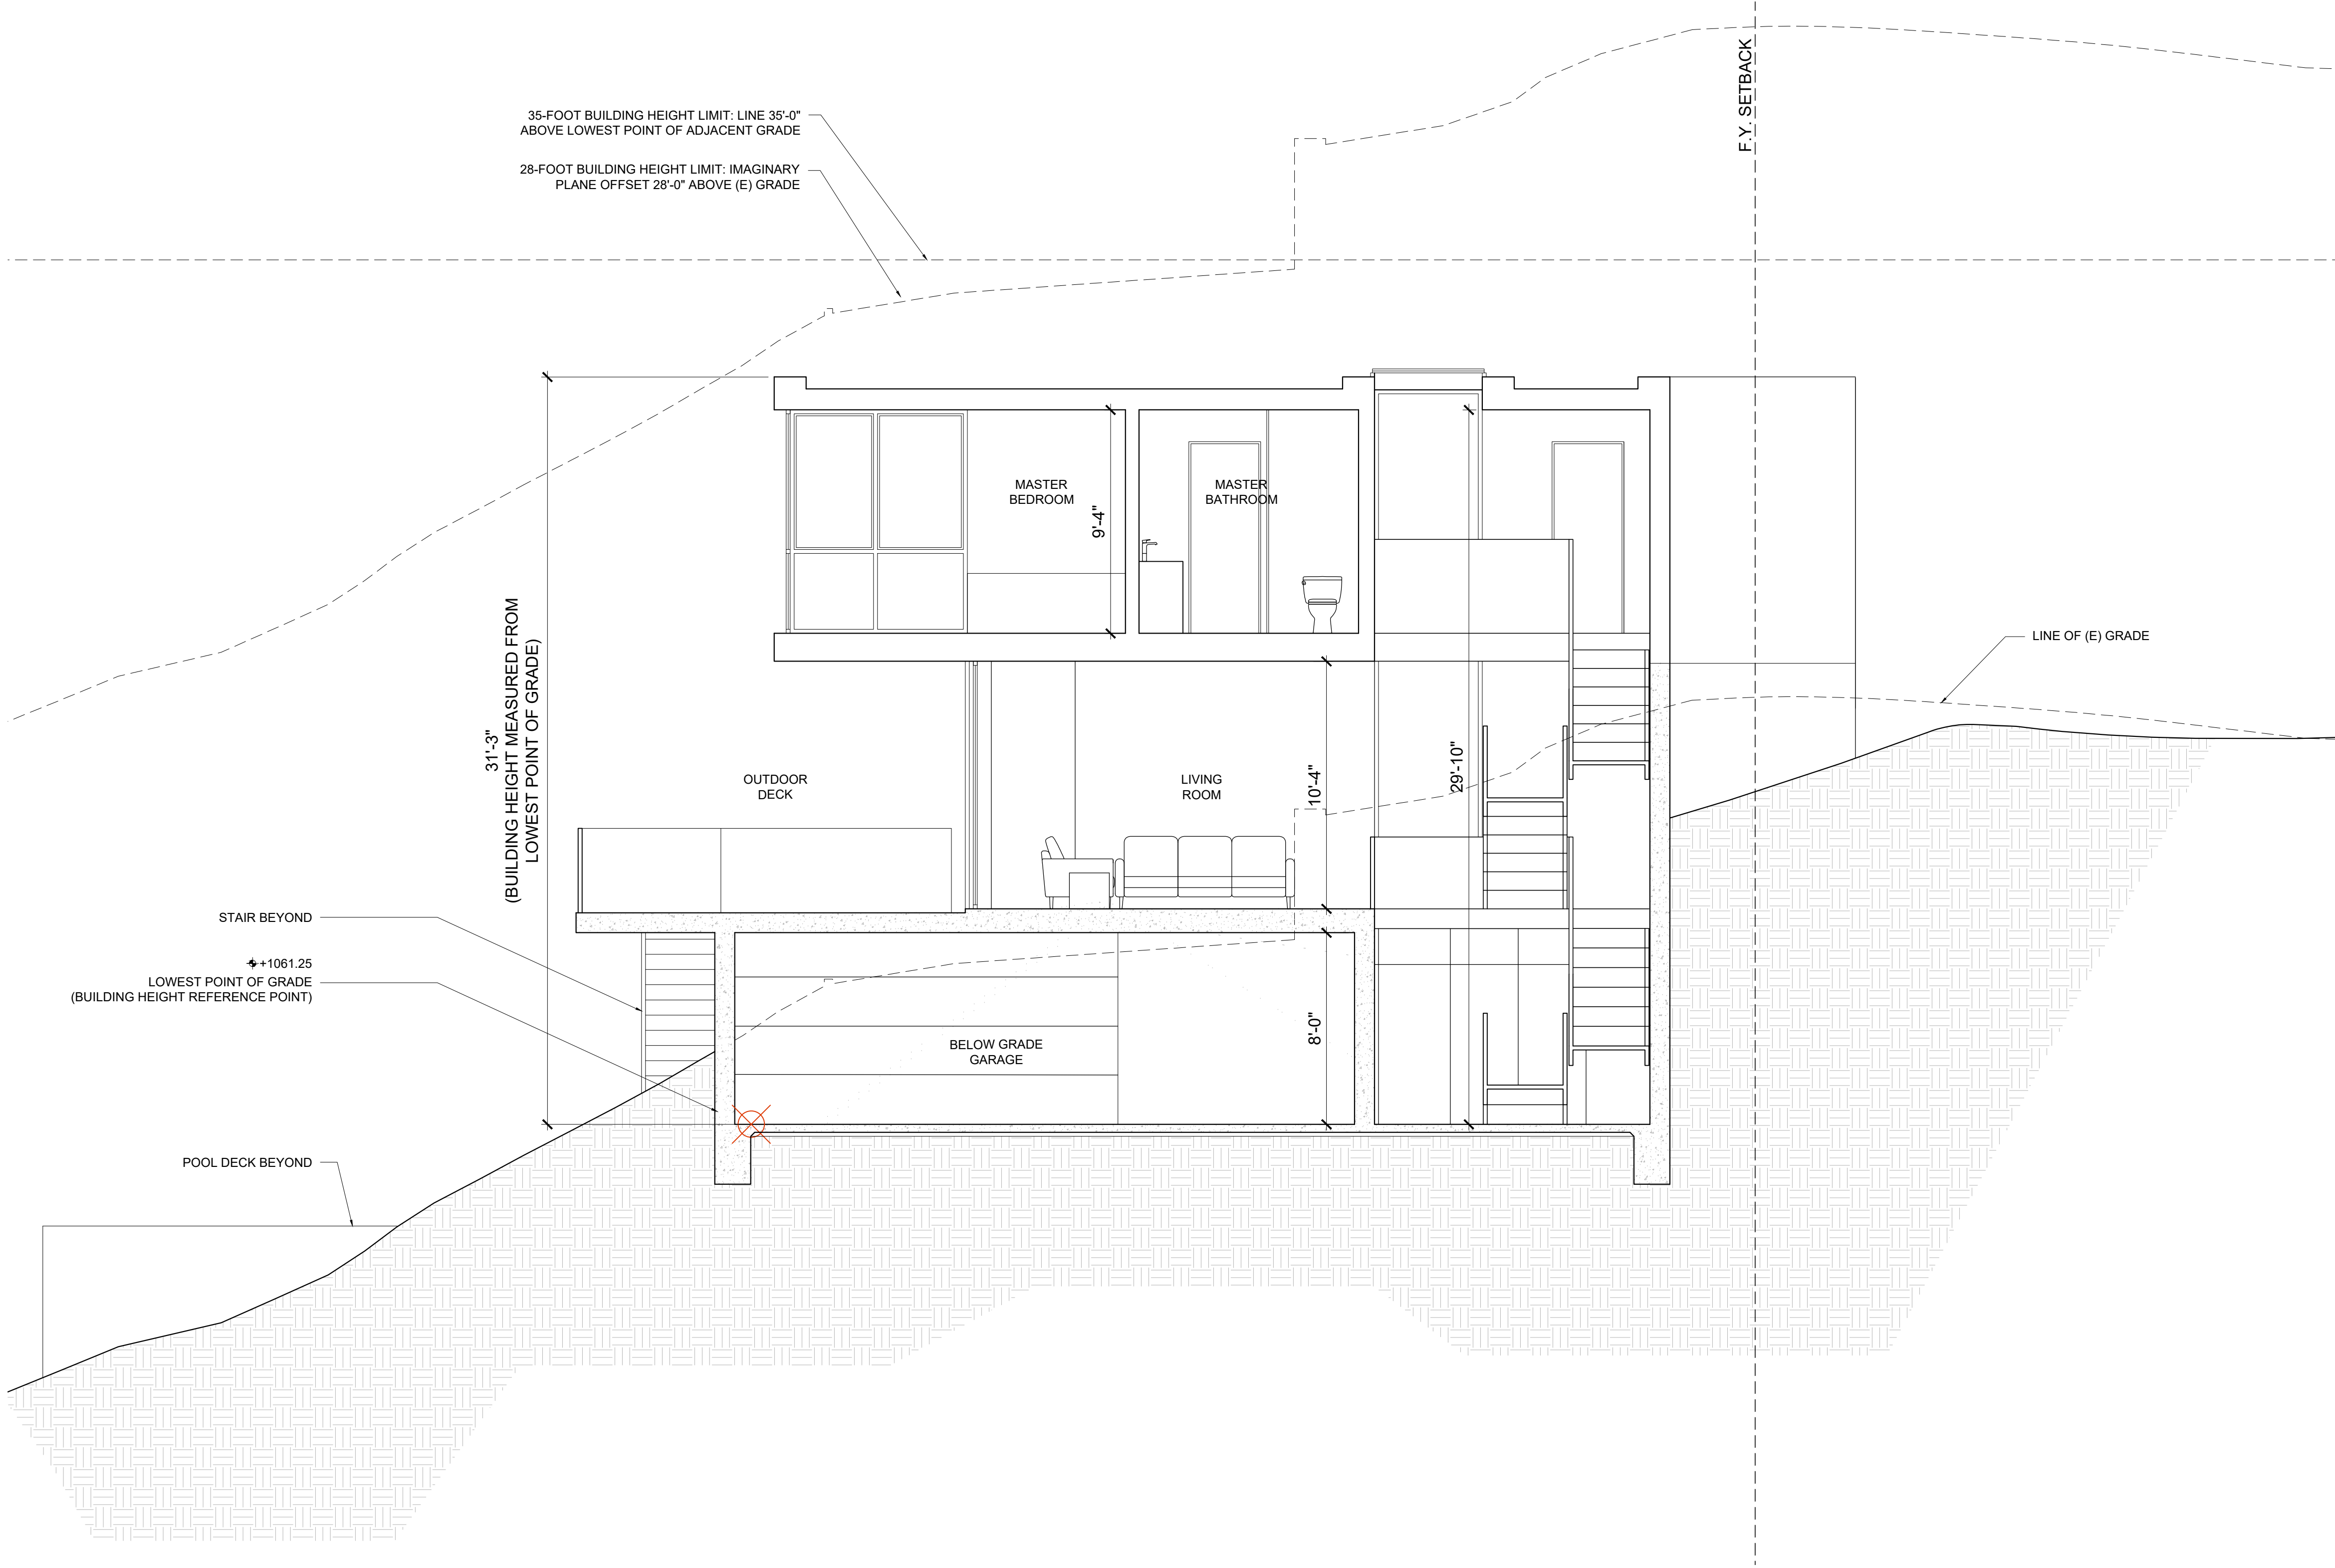 F.Y. SETBACK
35-FOOT BUILDING HEIGHT LIMIT: LINE 35'-0"
ABOVE LOWEST POINT OF ADJACENT GRADE
28-FOOT BUILDING HEIGHT LIMIT: IMAGINARY
PLANE OFFSET 28'-0" ABOVE (E) GRADE
MASTER
BEDROOM
9'-4"
MASTER
BATHROOM
31'-3"
(BUILDING HEIGHT MEASURED FROM
LOWEST POINT OF GRADE)
LINE OF (E) GRADE
OUTDOOR
DECK
LIVING
ROOM
10'-4"
29'-10"
STAIR BEYOND
+1061.25
LOWEST POINT OF GRADE
(BUILDING HEIGHT REFERENCE POINT)
BELOW GRADE
GARAGE
8'-0"
POOL DECK BEYOND